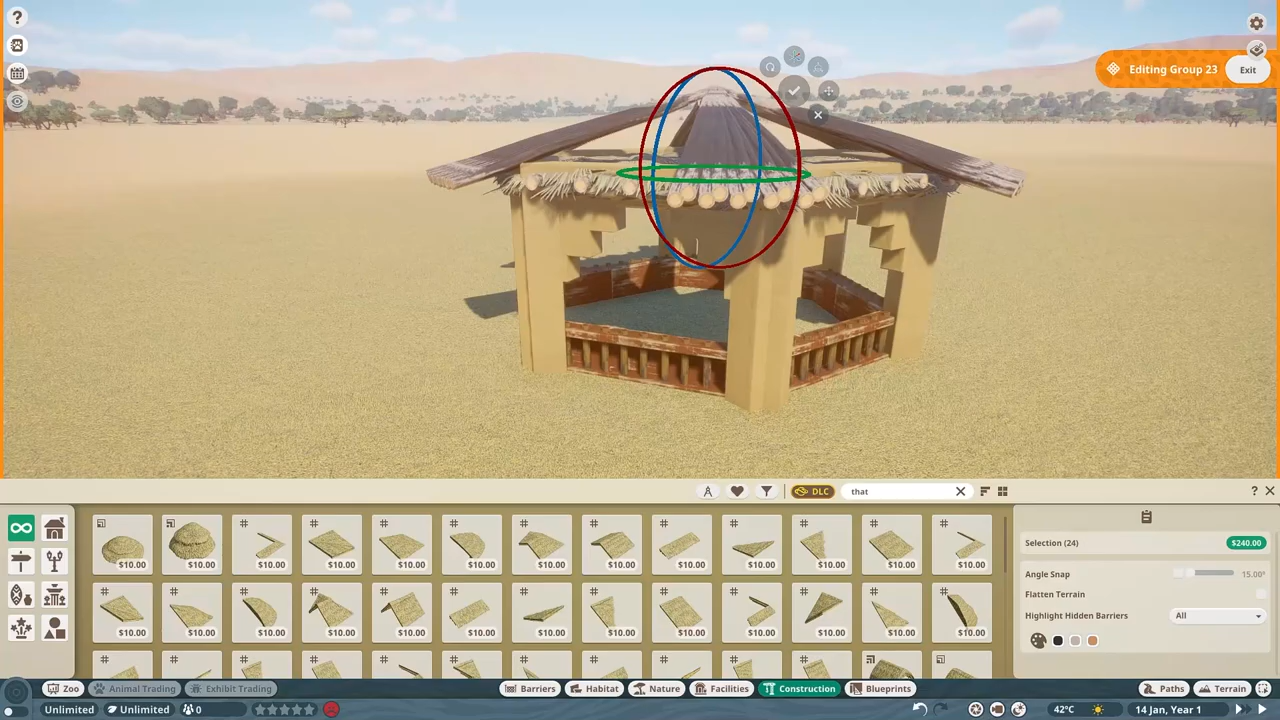 Editing Group 23
Exit
DLC
that
$10.00 $10.00 $10.00 $10.00 $10.00 $10.00 $10.00 $10.00 $10.00 $10.00 $10.00 $10.00 $10.00
$10.00 $10.00 $10.00 $10.00 $10.00 $10.00 $10.00 $10.00 $10.00 $10.00 $10.00 $10.00 $10.00
Selection (24) $240.00
Angle Snap 15.00°
Flatten Terrain
Highlight Hidden Barriers All
Zoo Animal Trading Exhibit Trading Barriers Habitat Nature Facilities Construction Blueprints Paths Terrain
Unlimited Unlimited 0 42°C 14 Jan, Year 1